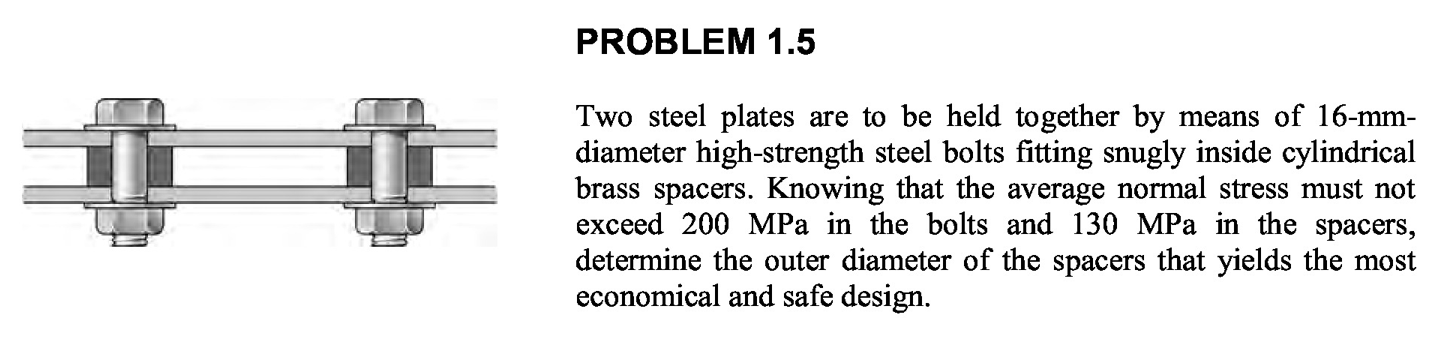 PROBLEM 1.5
Two steel plates are to be held together by means of 16-mm-
diameter high-strength steel bolts fitting snugly inside cylindrical
brass spacers. Knowing that the average normal stress must not
exceed 200 MPa in the bolts and 130 MPa in the spacers,
determine the outer diameter of the spacers that yields the most
economical and safe design.